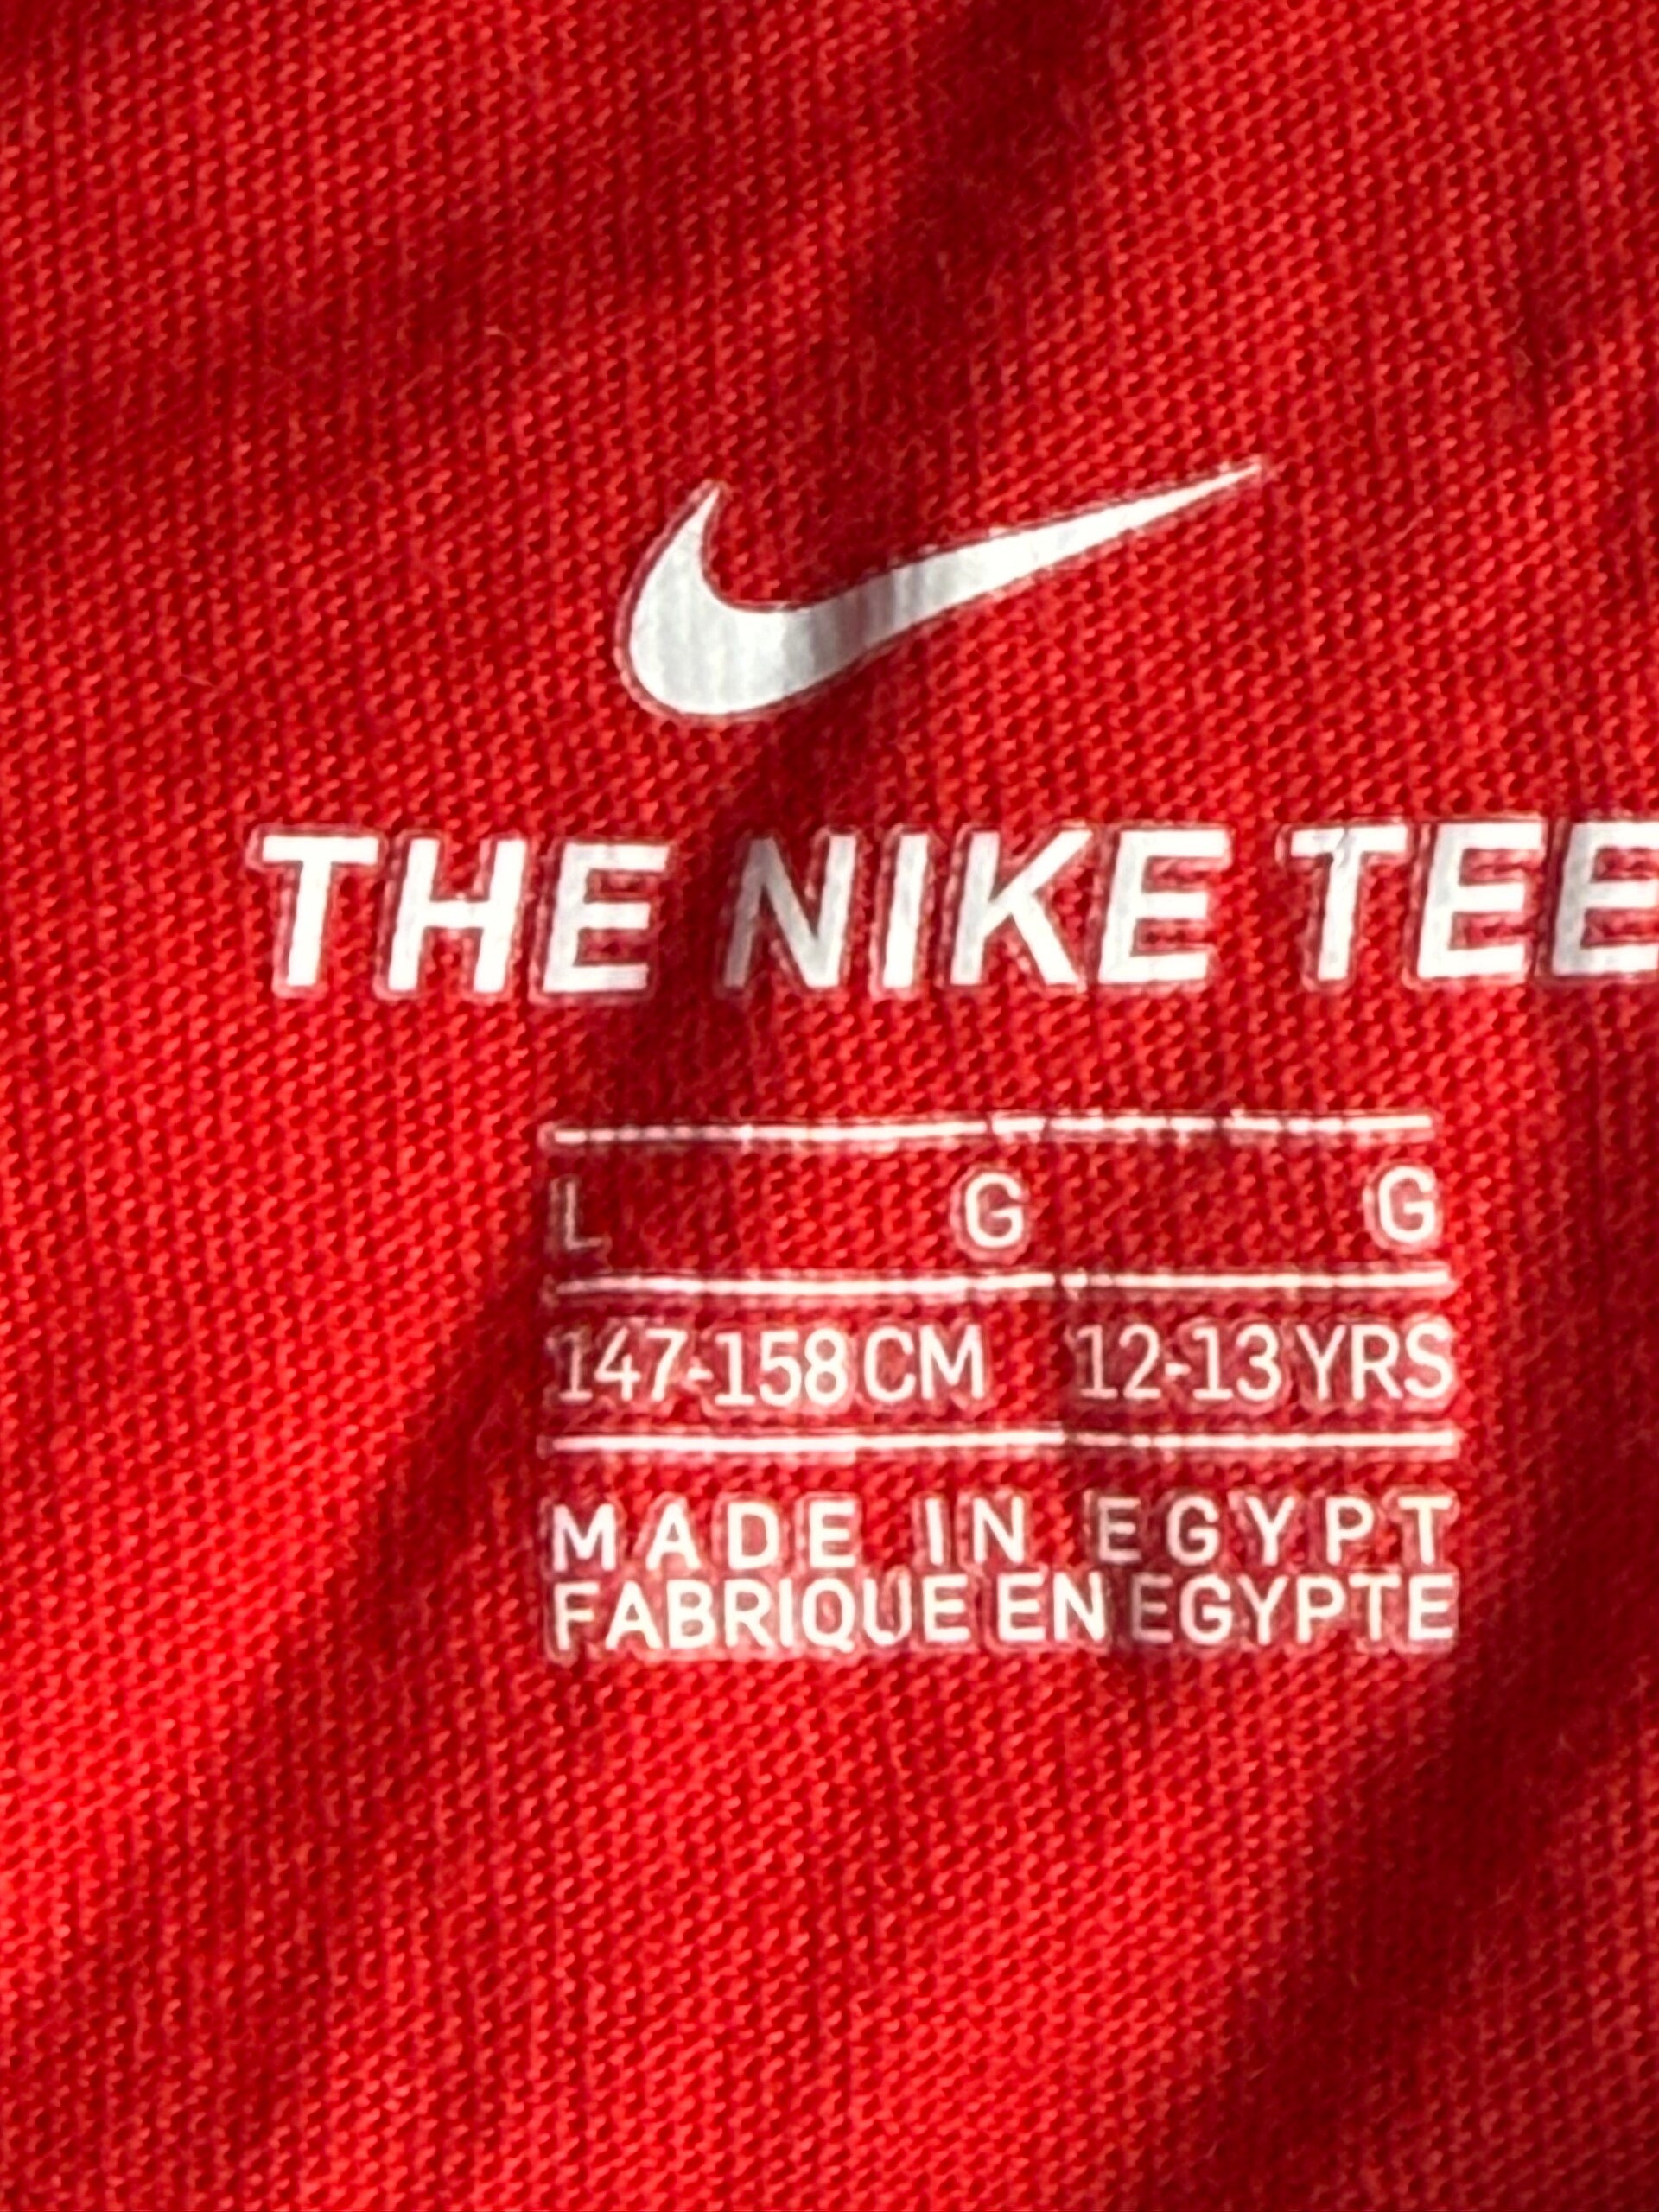 THE NIKE TEE
L G G
147-158 CM 12-13 YRS
MADE IN EGYPT
FABRIQUE EN EGYPTE